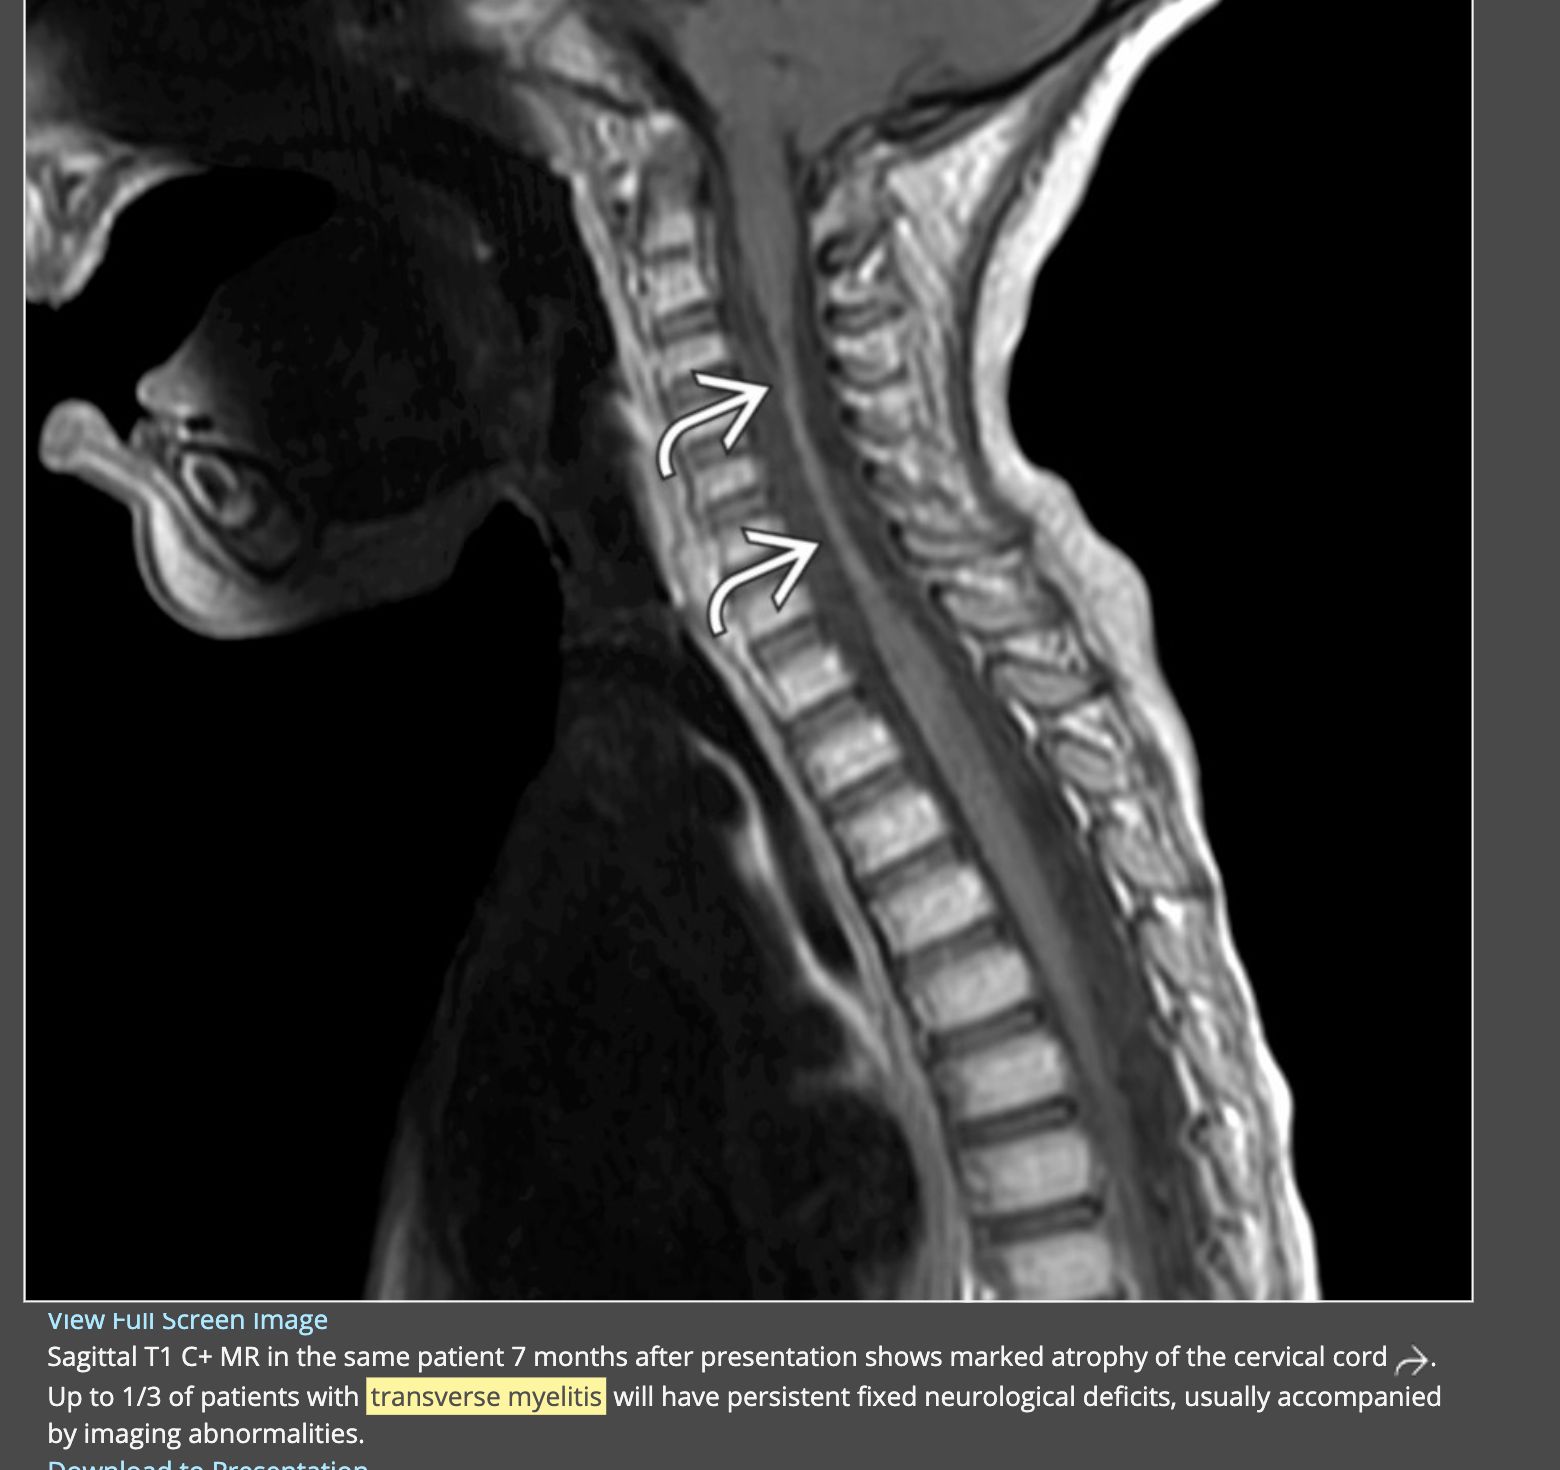 View Full Screen Image
Sagittal T1 C+ MR in the same patient 7 months after presentation shows marked atrophy of the cervical cord .
Up to 1/3 of patients with transverse myelitis will have persistent fixed neurological deficits, usually accompanied
by imaging abnormalities.
Download to Presentation